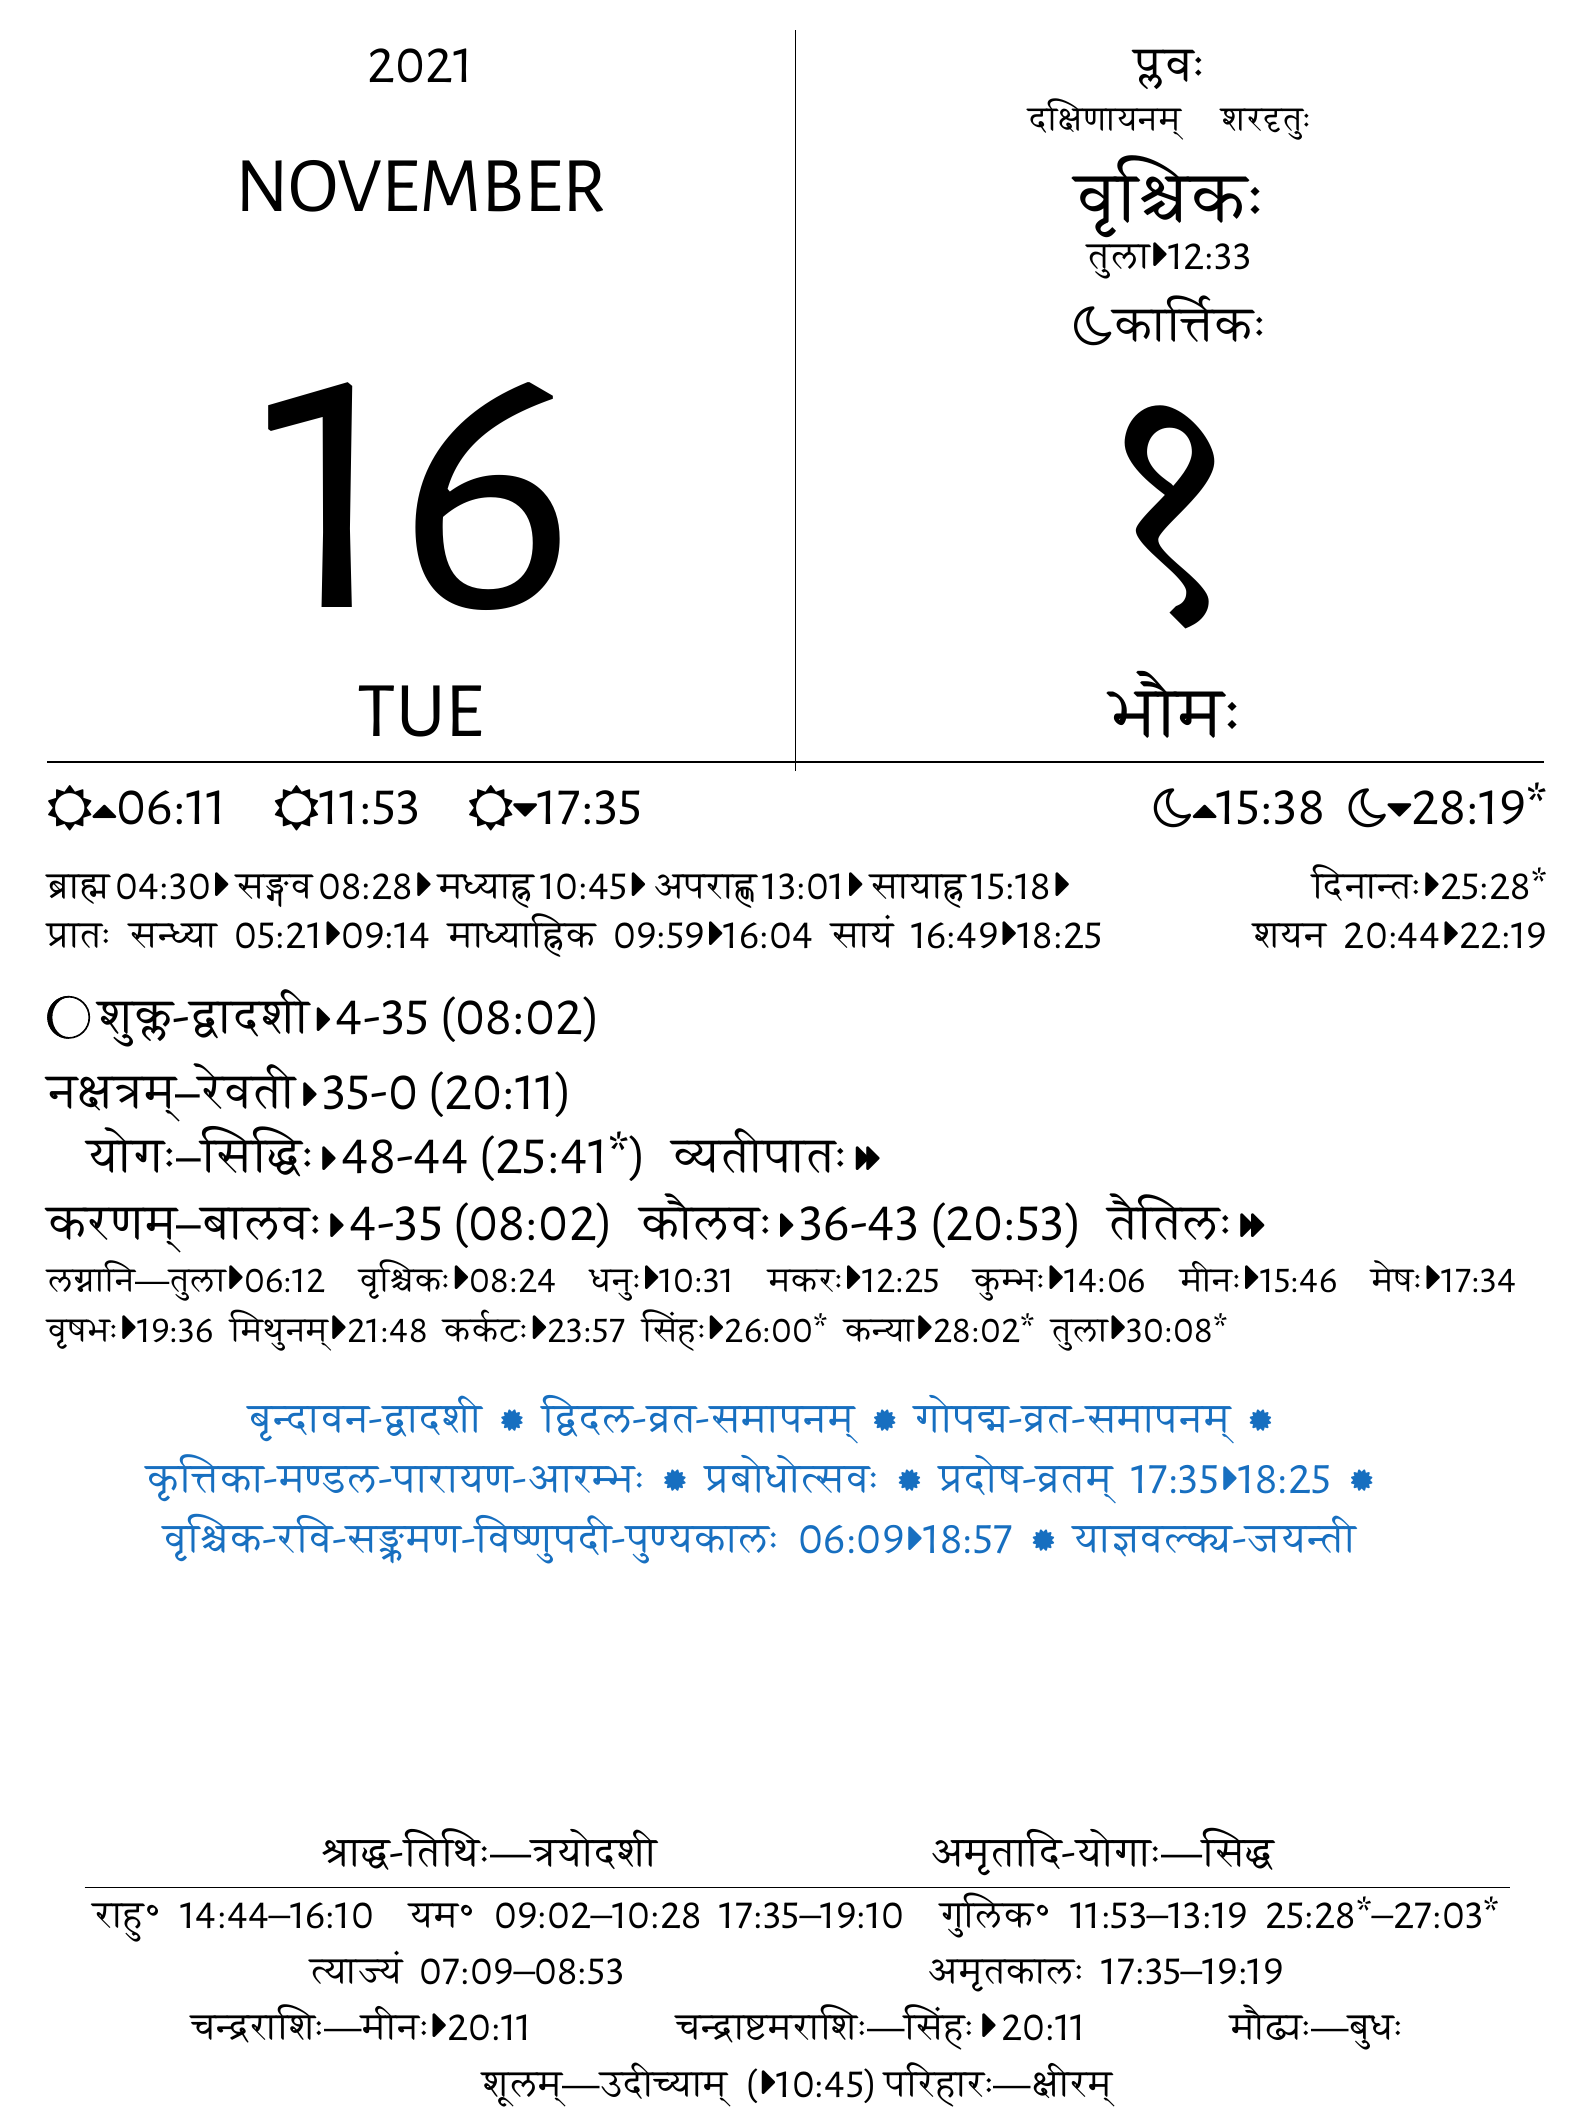 2021
NOVEMBER
16
TUE
प्लवः
दक्षिणायनम् शरदृतुः
वृश्चिकः
तुला⏵12:33
☾कार्त्तिकः
१
भौमः
☼▲06:11 ☼11:53 ☼▼17:35 ☾▲15:38 ☾▼28:19*
ब्राह्म 04:30⏵ सङ्गव 08:28⏵ मध्याह्न 10:45⏵ अपराह्ण 13:01⏵ सायाह्न 15:18⏵ दिनान्तः⏵25:28*
प्रातः सन्ध्या 05:21⏵09:14 माध्याह्निक 09:59⏵16:04 सायं 16:49⏵18:25 शयन 20:44⏵22:19
शुक्ल-द्वादशी⏵4-35 (08:02)
नक्षत्रम्–रेवती⏵35-0 (20:11)
योगः–सिद्धिः⏵48-44 (25:41*) व्यतीपातः⏩
करणम्–बालवः⏵4-35 (08:02) कौलवः⏵36-43 (20:53) तैतिलः⏩
लग्नानि—तुला⏵06:12 वृश्चिकः⏵08:24 धनुः⏵10:31 मकरः⏵12:25 कुम्भः⏵14:06 मीनः⏵15:46 मेषः⏵17:34
वृषभः⏵19:36 मिथुनम्⏵21:48 कर्कटः⏵23:57 सिंहः⏵26:00* कन्या⏵28:02* तुला⏵30:08*
बृन्दावन-द्वादशी ✹ द्विदल-व्रत-समापनम् ✹ गोपद्म-व्रत-समापनम् ✹
कृत्तिका-मण्डल-पारायण-आरम्भः ✹ प्रबोधोत्सवः ✹ प्रदोष-व्रतम् 17:35⏵18:25 ✹
वृश्चिक-रवि-सङ्क्रमण-विष्णुपदी-पुण्यकालः 06:09⏵18:57 ✹ याज्ञवल्क्य-जयन्ती
श्राद्ध-तिथिः—त्रयोदशी अमृतादि-योगाः—सिद्ध
राहु॰ 14:44–16:10 यम॰ 09:02–10:28 17:35–19:10 गुलिक॰ 11:53–13:19 25:28*–27:03*
त्याज्यं 07:09–08:53 अमृतकालः 17:35–19:19
चन्द्रराशिः—मीनः⏵20:11 चन्द्राष्टमराशिः—सिंहः⏵20:11 मौढ्यः—बुधः
शूलम्—उदीच्याम् (⏵10:45) परिहारः—क्षीरम्